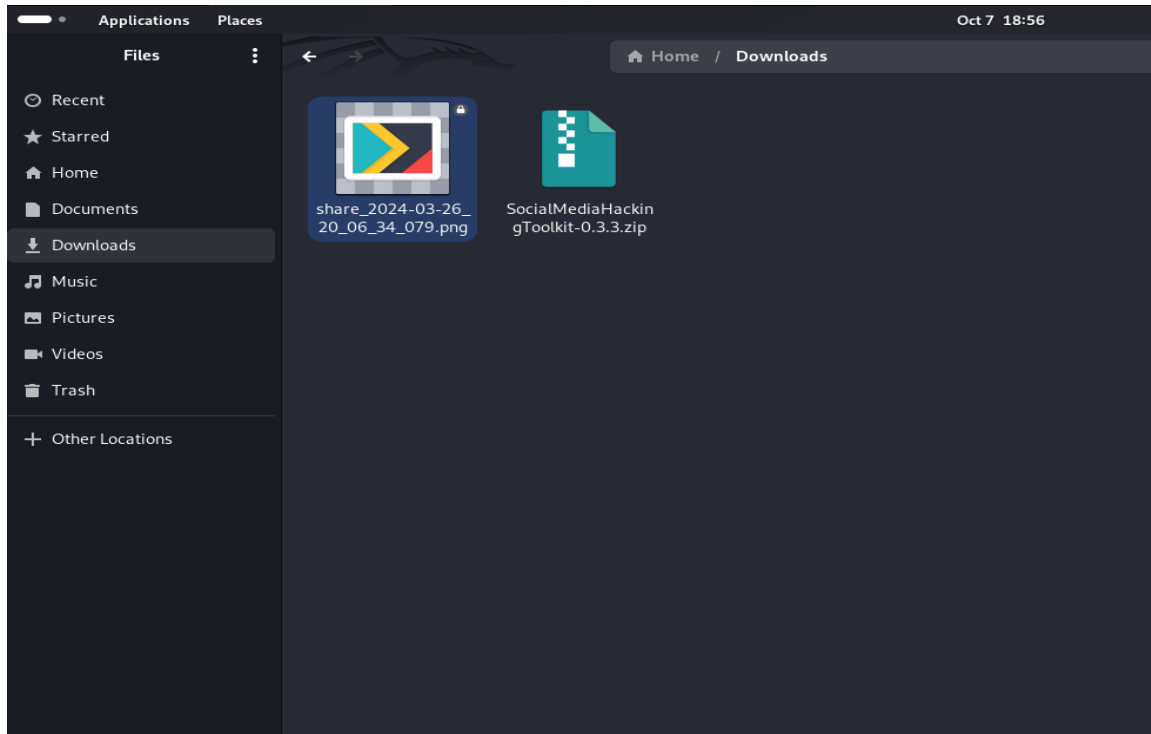 Applications Places Oct 7 18:56
Files
Home / Downloads
Recent
Starred
Home
Documents
Downloads
Music
Pictures
Videos
Trash
Other Locations
share_2024-03-26_
20_06_34_079.png
SocialMediaHackin
gToolkit-0.3.3.zip